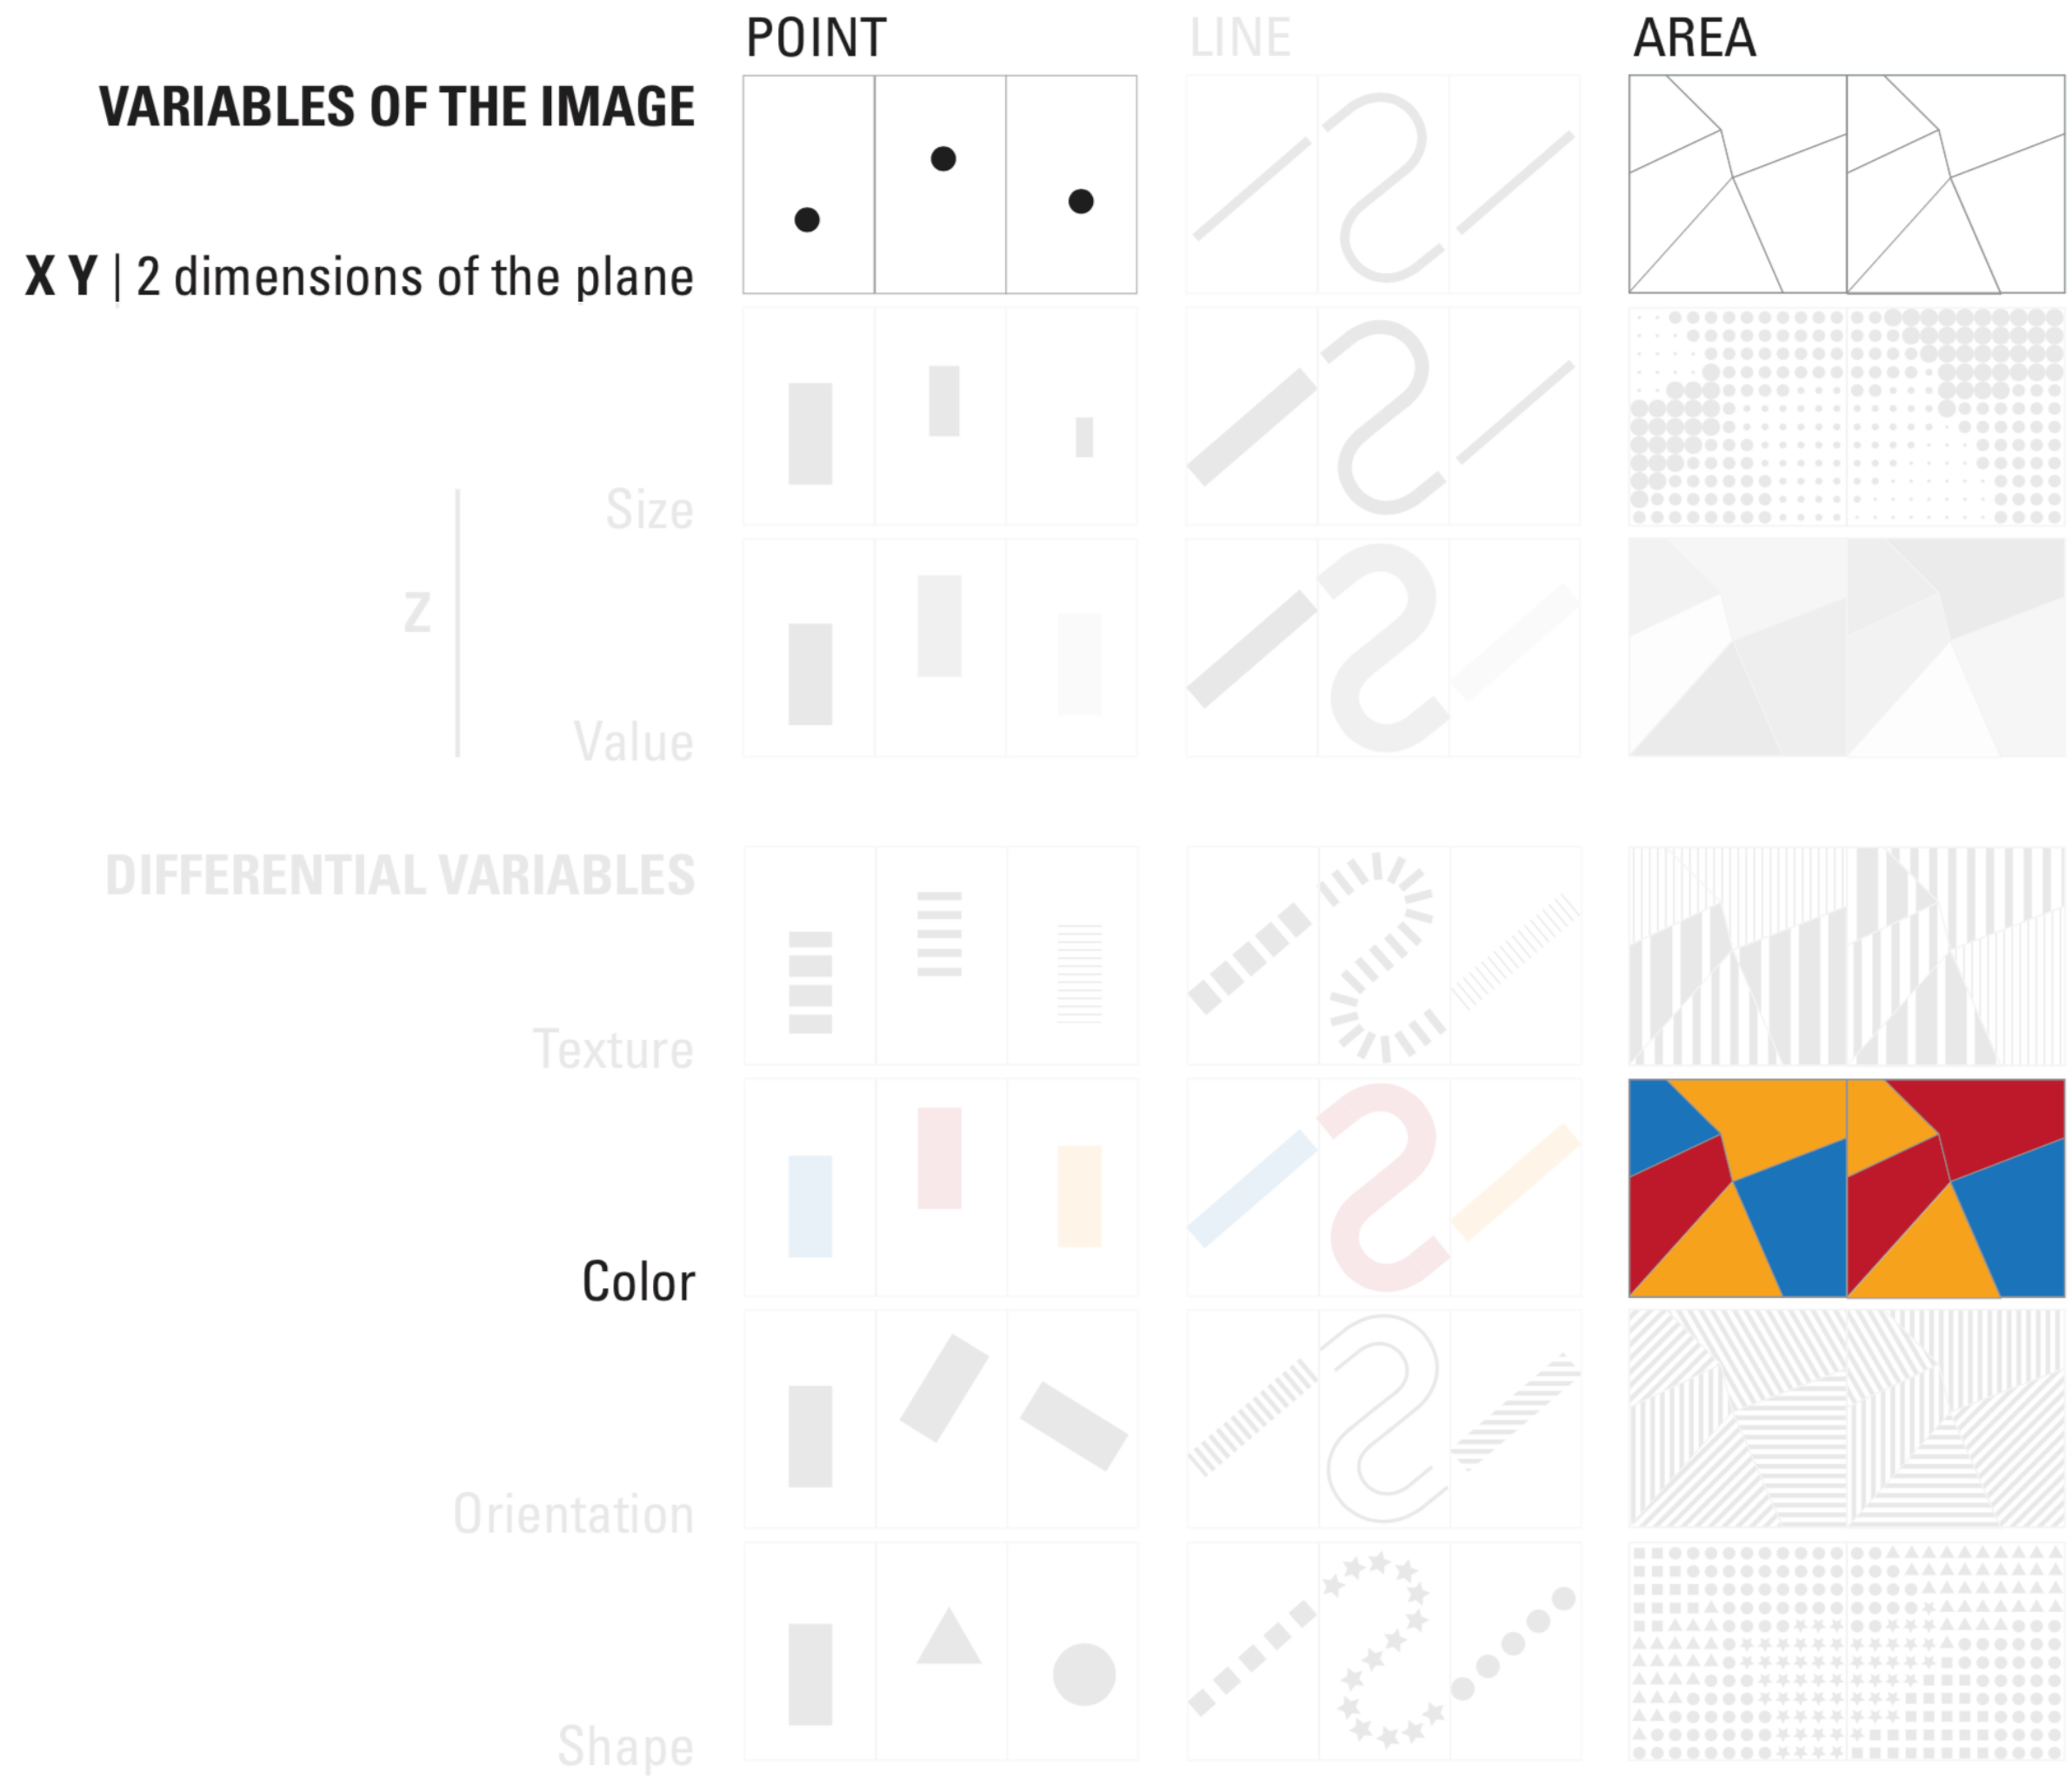 POINT LINE AREA
VARIABLES OF THE IMAGE
X Y | 2 dimensions of the plane
Size
Z
Value
DIFFERENTIAL VARIABLES
Texture
Color
Orientation
Shape